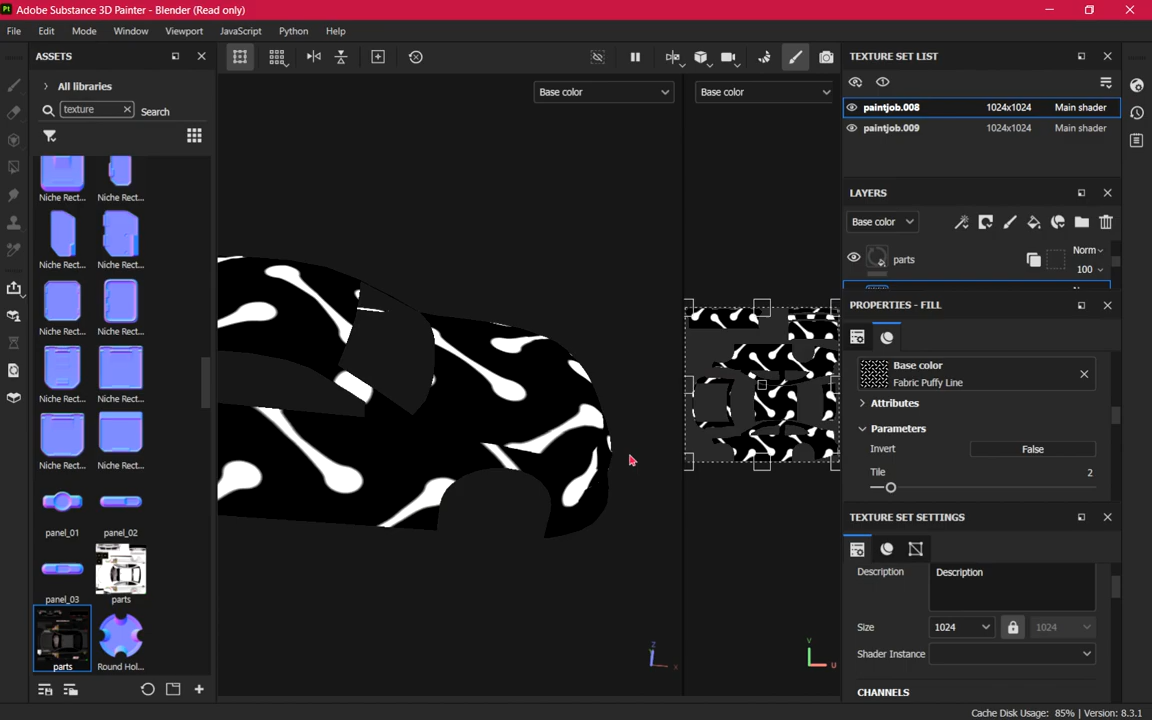 Pt Adobe Substance 3D Painter - Blender (Read only)
File Edit Mode Window Viewport JavaScript Python Help
ASSETS
All libraries
texture Search
Niche Rect... Niche Rect...
Niche Rect... Niche Rect...
Niche Rect... Niche Rect...
Niche Rect... Niche Rect...
Niche Rect... Niche Rect...
panel_01 panel_02
panel_03 parts
parts Round Hol...
Base color Base color
Z X
V U
TEXTURE SET LIST
paintjob.008 1024x1024 Main shader
paintjob.009 1024x1024 Main shader
LAYERS
Base color
parts Norm
100
PROPERTIES - FILL
Base color
Fabric Puffy Line
Attributes
Parameters
Invert False
Tile 2
TEXTURE SET SETTINGS
Description Description
Size 1024 1024
Shader Instance
CHANNELS
Cache Disk Usage: 85% | Version: 8.3.1